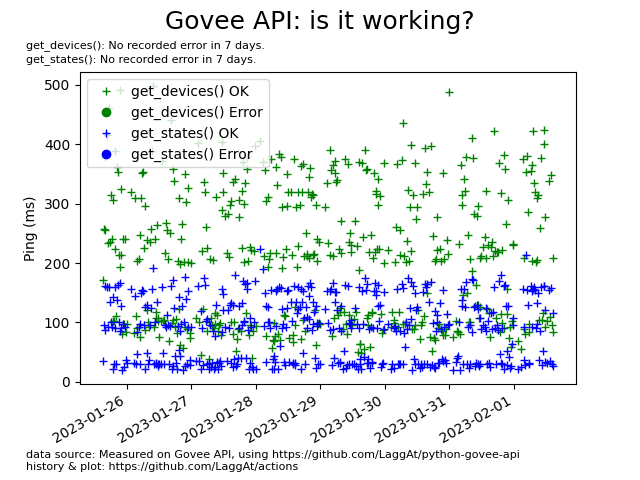 Govee API: is it working?
get_devices(): No recorded error in 7 days.
get_states(): No recorded error in 7 days.
500
400
300
200
100
0
Ping (ms)
get_devices() OK
get_devices() Error
get_states() OK
get_states() Error
2023-01-26
2023-01-27
2023-01-28
2023-01-29
2023-01-30
2023-01-31
2023-02-01
data source: Measured on Govee API, using https://github.com/LaggAt/python-govee-api
history & plot: https://github.com/LaggAt/actions